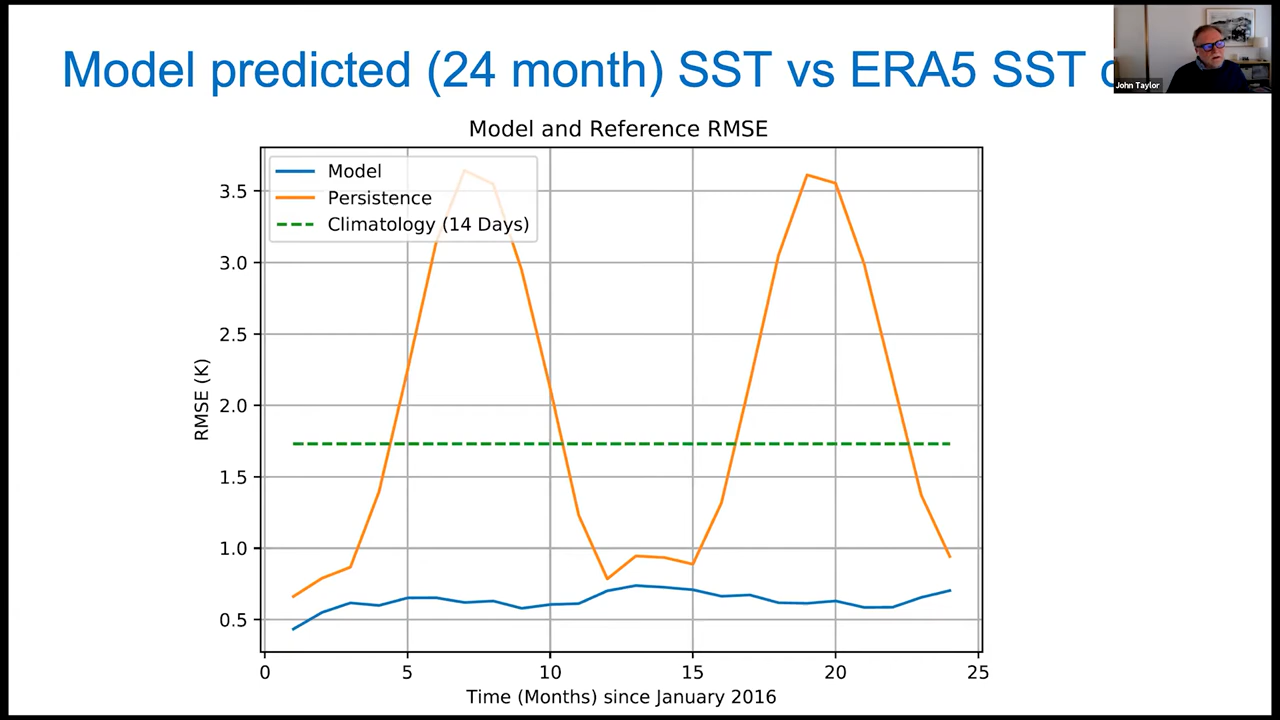 Model predicted (24 month) SST vs ERA5 SST
John Taylor
Model and Reference RMSE
Model
Persistence
Climatology (14 Days)
3.5
3.0
2.5
2.0
1.5
1.0
0.5
RMSE (K)
0 5 10 15 20 25
Time (Months) since January 2016